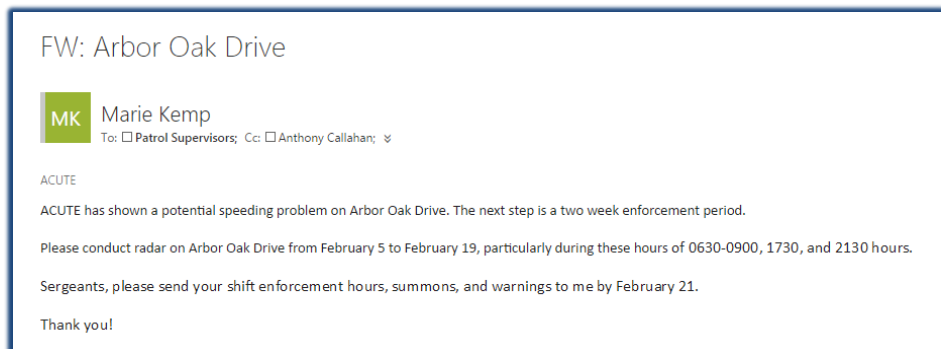 FW: Arbor Oak Drive
MK
Marie Kemp
To: Patrol Supervisors; Cc: Anthony Callahan;
ACUTE
ACUTE has shown a potential speeding problem on Arbor Oak Drive. The next step is a two week enforcement period.
Please conduct radar on Arbor Oak Drive from February 5 to February 19, particularly during these hours of 0630-0900, 1730, and 2130 hours.
Sergeants, please send your shift enforcement hours, summons, and warnings to me by February 21.
Thank you!